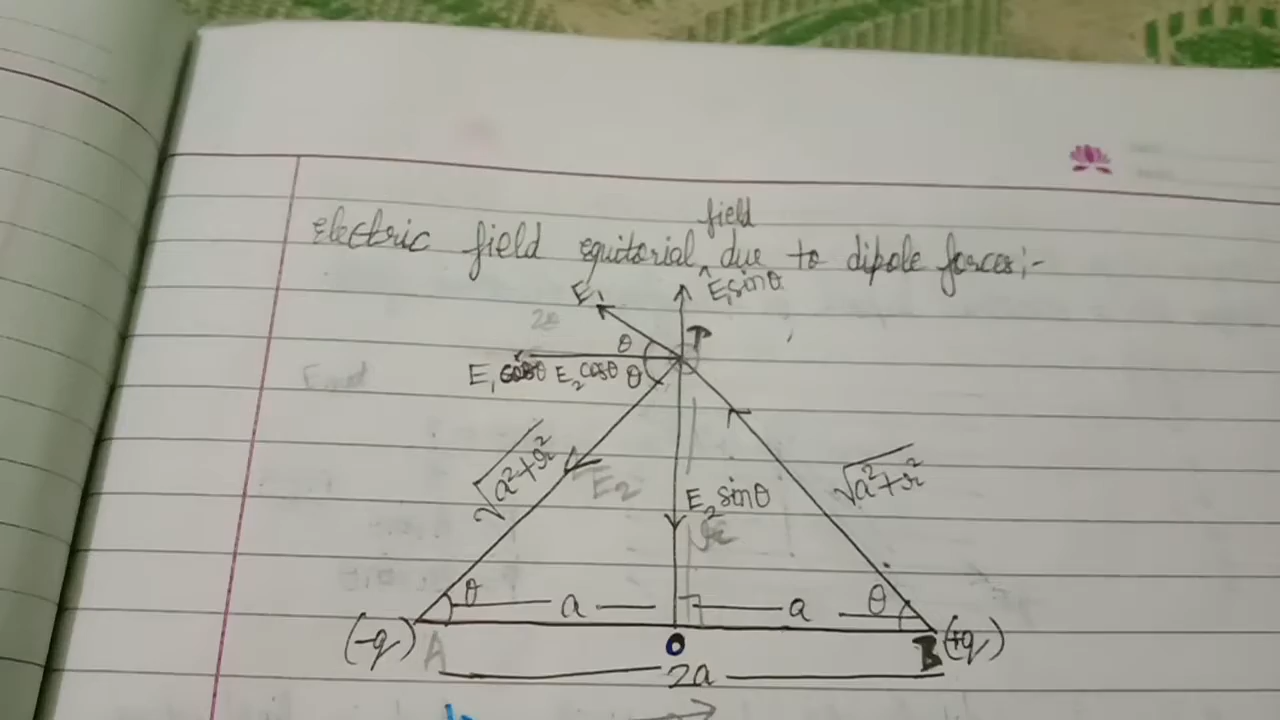 field
Electric field equitorial ^ due to dipole forces;-
E₁ E₁sinθ
2a
θ P
E₁cosθ E₂cosθ θ
√a²+r² E₂ √a²+r²
E₂sinθ
θ a a θ
(-q) A O B (+q)
2a